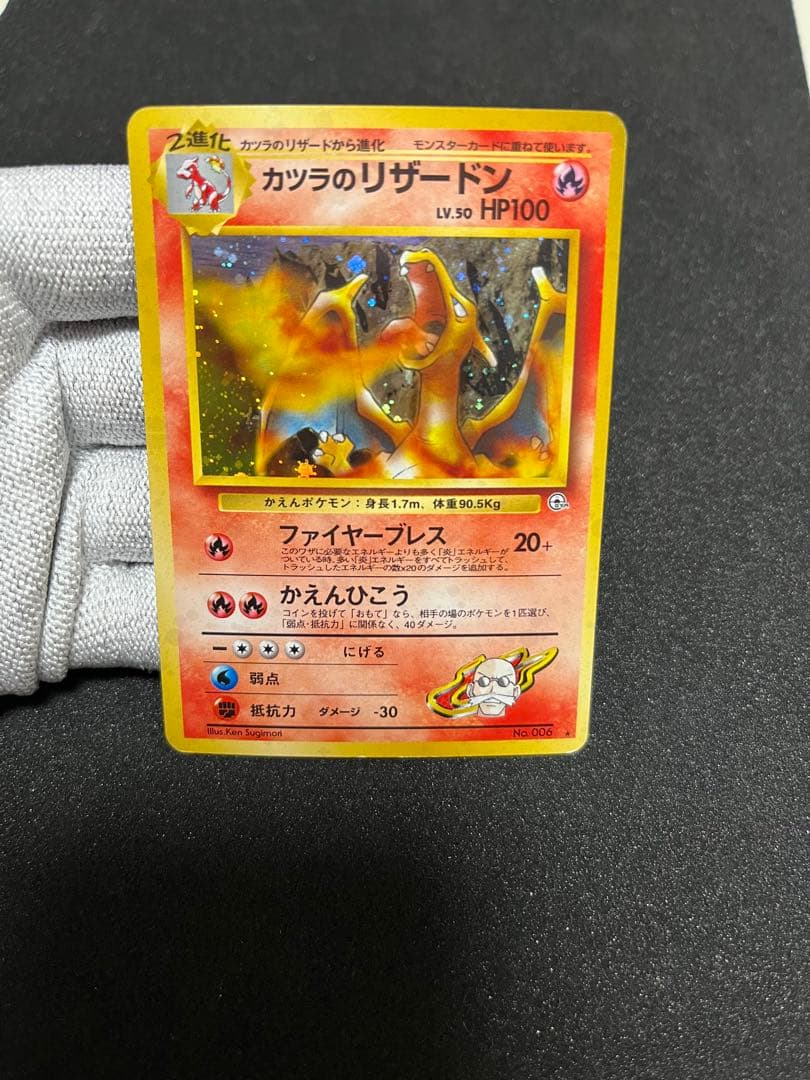 2進化 カツラのリザードから進化 モンスターカードに重ねて使います。
カツラのリザードン
LV.50 HP100
かえんポケモン:身長1.7m、体重90.5Kg
ファイヤーブレス 20+
このワザに必要なエネルギーよりも多く「炎」エネルギーが
ついている時、多い「炎」エネルギーをすべてトラッシュして、
トラッシュしたエネルギーの数x20のダメージを追加する。
かえんひこう
コインを投げて「おもて」なら、相手の場のポケモンを1匹選び、
「弱点・抵抗力」に関係なく、40ダメージ。
にげる
弱点
抵抗力 ダメージ -30
Illus.Ken Sugimori
No. 006 ★